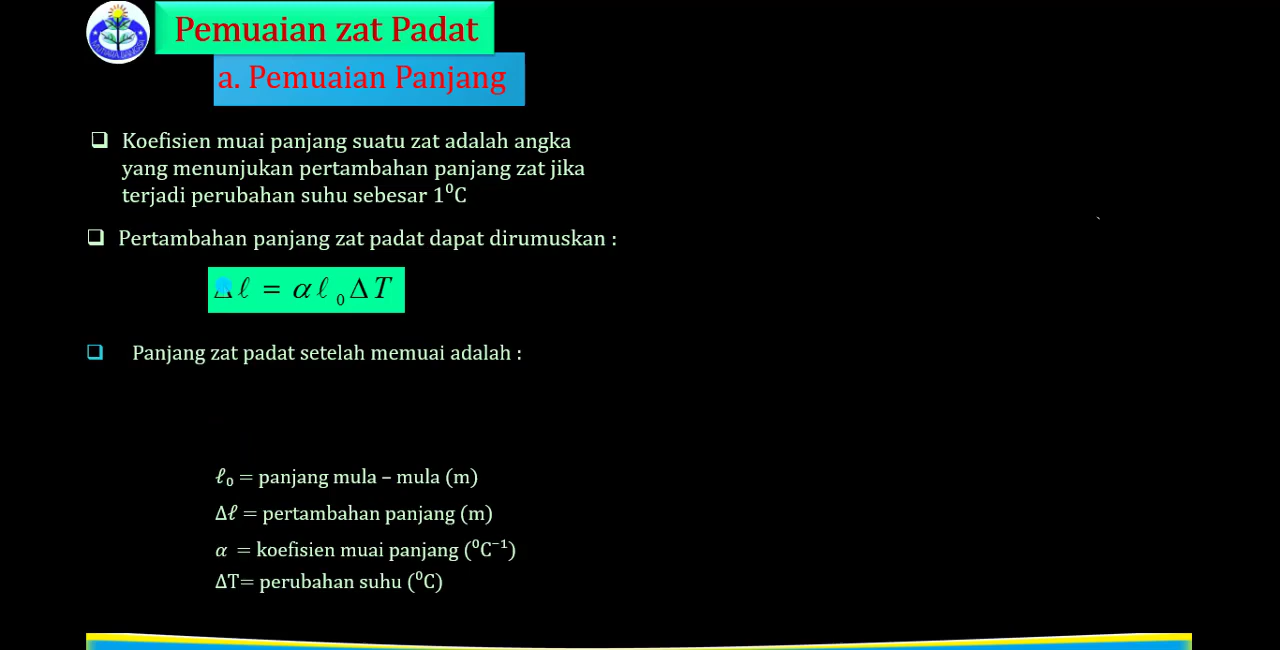 Pemuaian zat Padat
a. Pemuaian Panjang
❑ Koefisien muai panjang suatu zat adalah angka
yang menunjukan pertambahan panjang zat jika
terjadi perubahan suhu sebesar 1⁰C
❑ Pertambahan panjang zat padat dapat dirumuskan :
Δℓ = αℓ₀ΔT
❑ Panjang zat padat setelah memuai adalah :
ℓ₀ = panjang mula – mula (m)
Δℓ = pertambahan panjang (m)
α = koefisien muai panjang (⁰C⁻¹)
ΔT= perubahan suhu (⁰C)